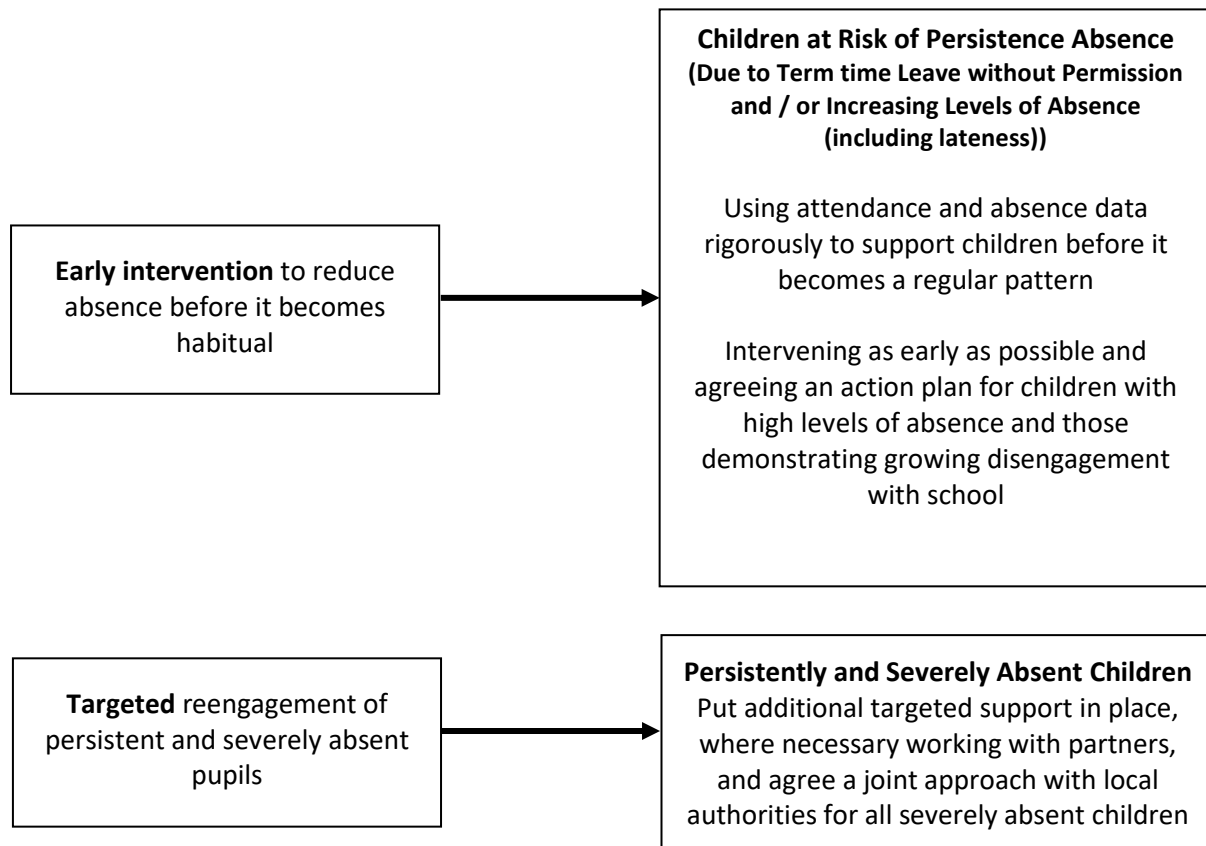 Early intervention to reduce
absence before it becomes
habitual
Children at Risk of Persistence Absence
(Due to Term time Leave without Permission
and / or Increasing Levels of Absence
(including lateness))
Using attendance and absence data
rigorously to support children before it
becomes a regular pattern
Intervening as early as possible and
agreeing an action plan for children with
high levels of absence and those
demonstrating growing disengagement
with school
Targeted reengagement of
persistent and severely absent
pupils
Persistently and Severely Absent Children
Put additional targeted support in place,
where necessary working with partners,
and agree a joint approach with local
authorities for all severely absent children